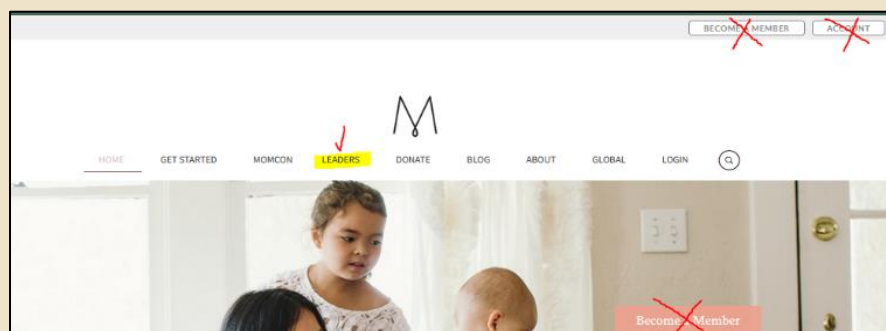 BECOME A MEMBER ACCOUNT
M
HOME GET STARTED MOMCON LEADERS DONATE BLOG ABOUT GLOBAL LOGIN
Become a Member